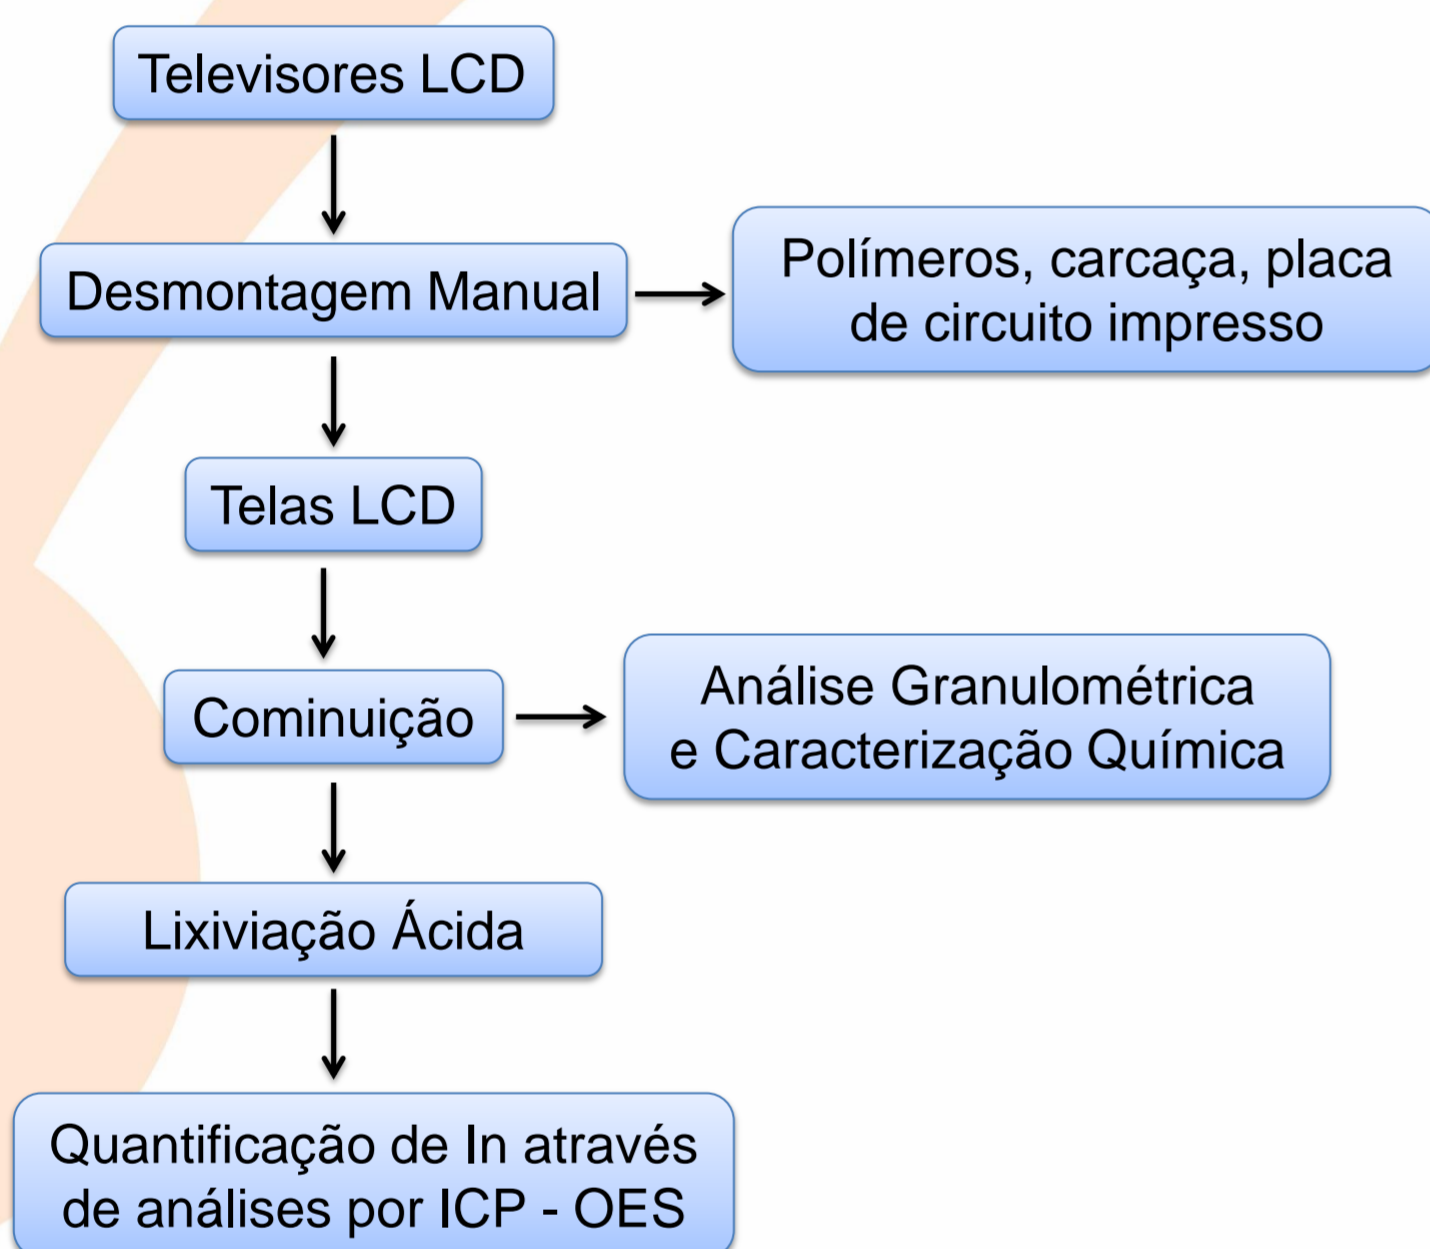 Televisores LCD
Desmontagem Manual
Polímeros, carcaça, placa
de circuito impresso
Telas LCD
Cominuição
Análise Granulométrica
e Caracterização Química
Lixiviação Ácida
Quantificação de In através
de análises por ICP - OES